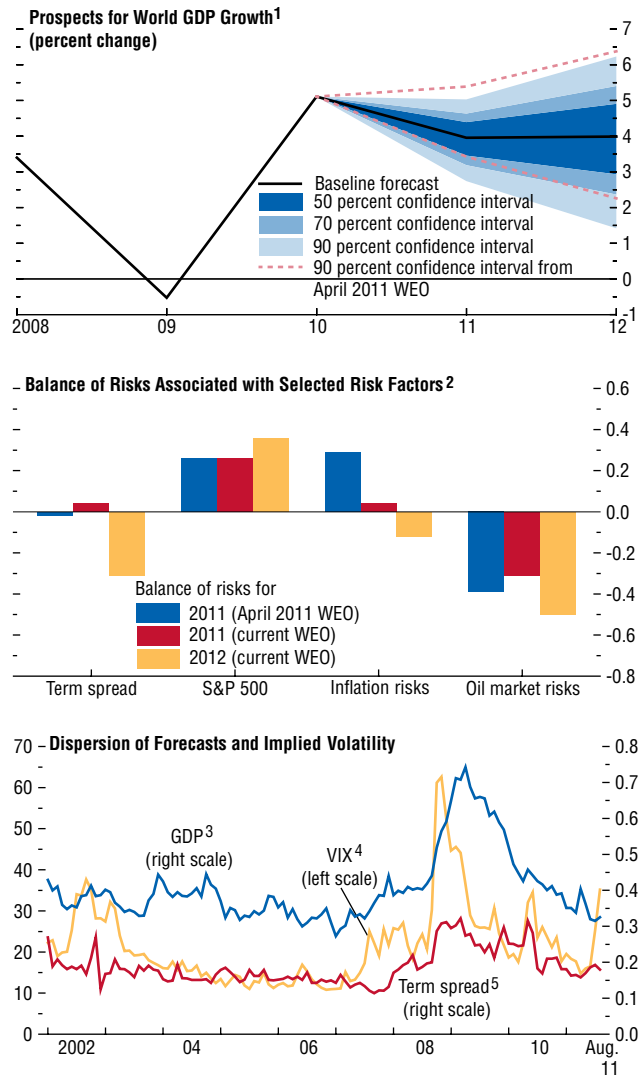 Prospects for World GDP Growth1
(percent change)
7
6
5
4
3
2
1
0
-1
Baseline forecast
50 percent confidence interval
70 percent confidence interval
90 percent confidence interval
90 percent confidence interval from
April 2011 WEO
2008 09 10 11 12
Balance of Risks Associated with Selected Risk Factors2
0.6
0.4
0.2
0.0
-0.2
-0.4
-0.6
-0.8
Balance of risks for
2011 (April 2011 WEO)
2011 (current WEO)
2012 (current WEO)
Term spread S&P 500 Inflation risks Oil market risks
Dispersion of Forecasts and Implied Volatility
70
60
50
40
30
20
10
0
0.8
0.7
0.6
0.5
0.4
0.3
0.2
0.1
0.0
GDP3
(right scale)
VIX4
(left scale)
Term spread5
(right scale)
2002 04 06 08 10 Aug.
11